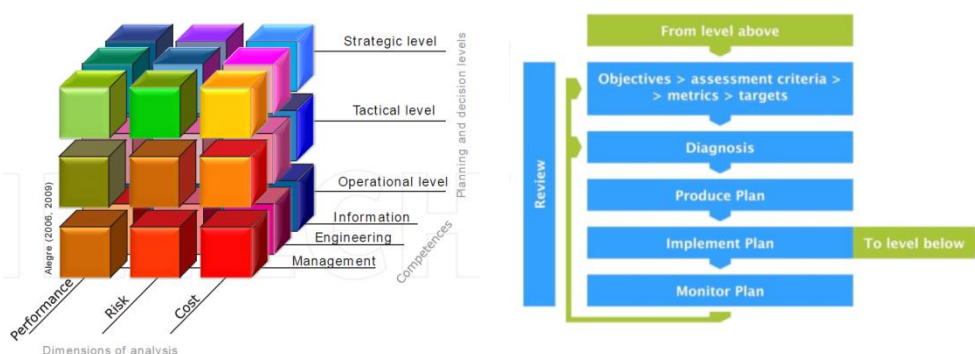 Strategic level
Tactical level
Operational level
Planning and decision levels
Information
Engineering
Management
Competences
Alegre (2006, 2009)
Performance
Risk
Cost
Dimensions of analysis
From level above
Objectives > assessment criteria >
> metrics > targets
Diagnosis
Produce Plan
Implement Plan
To level below
Monitor Plan
Review